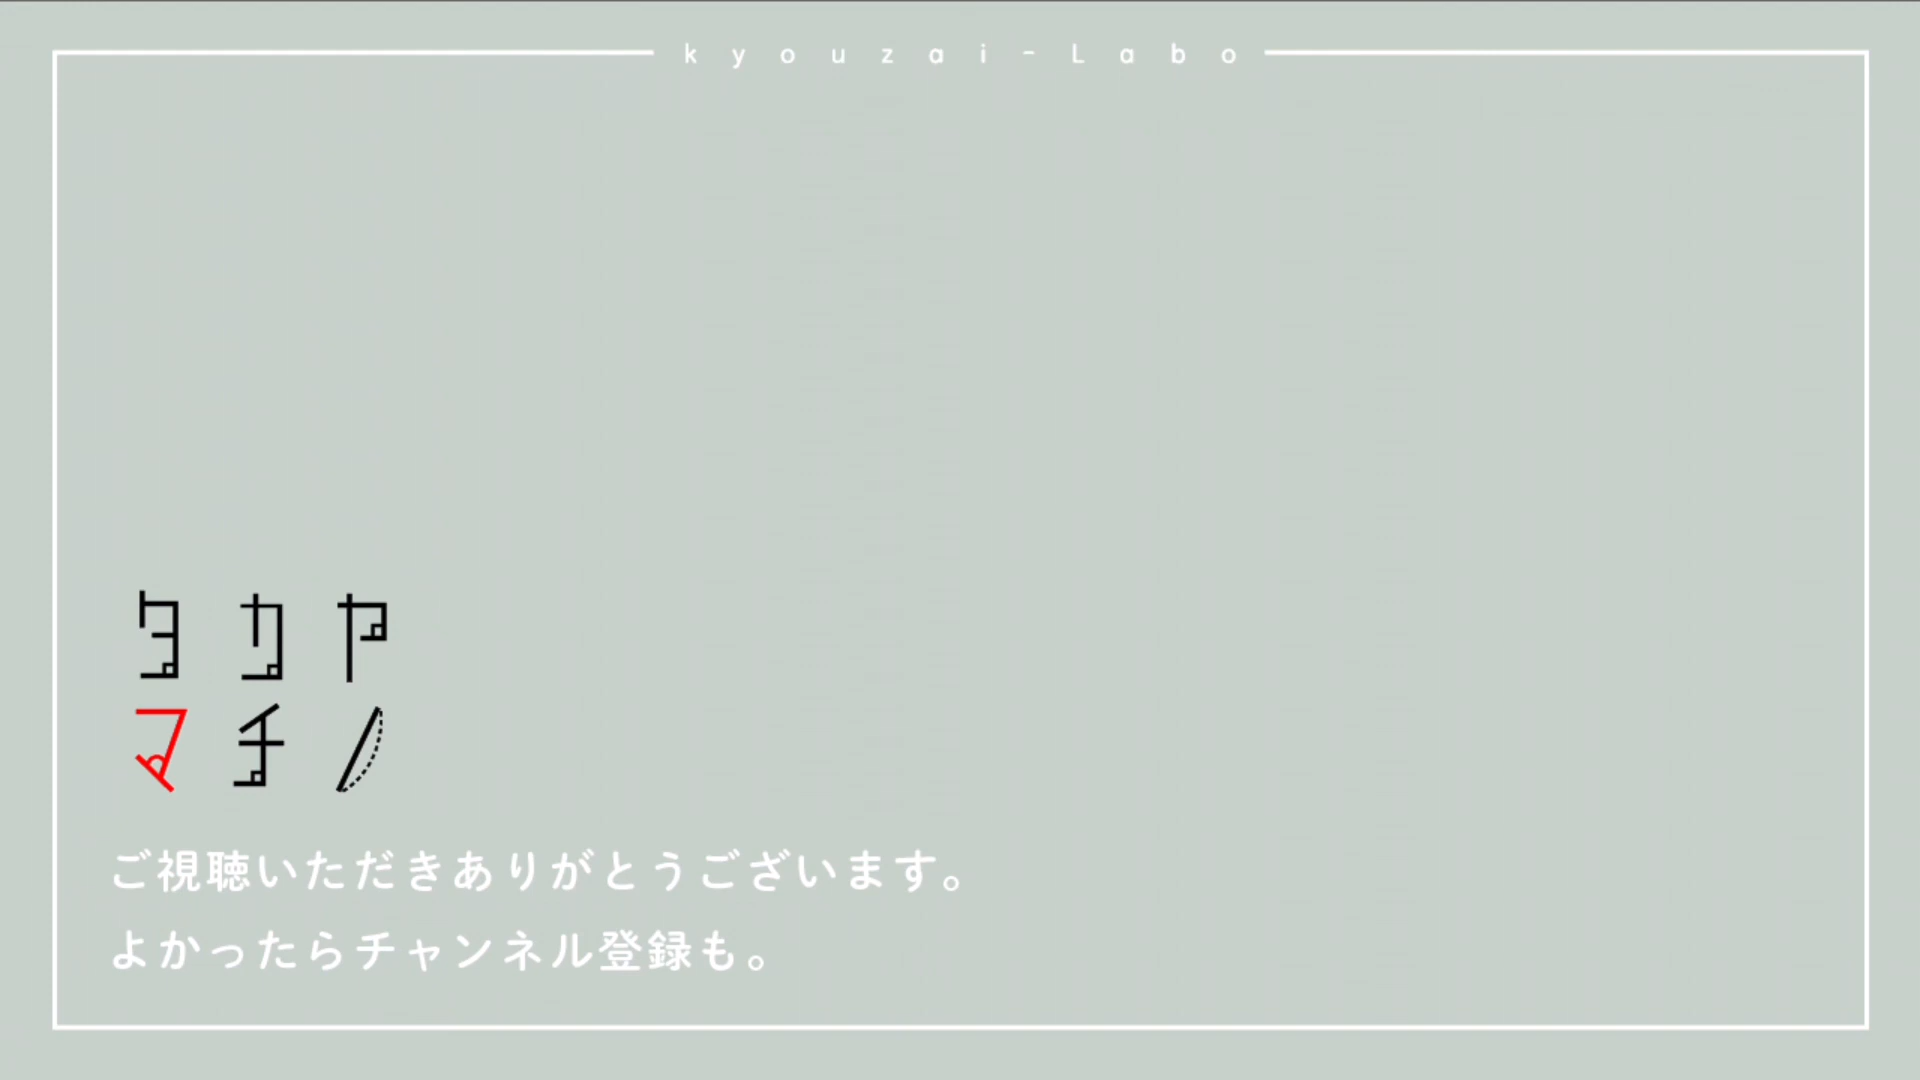 kyouzai-Labo
タカヤ
マチノ
ご視聴いただきありがとうございます。
よかったらチャンネル登録も。